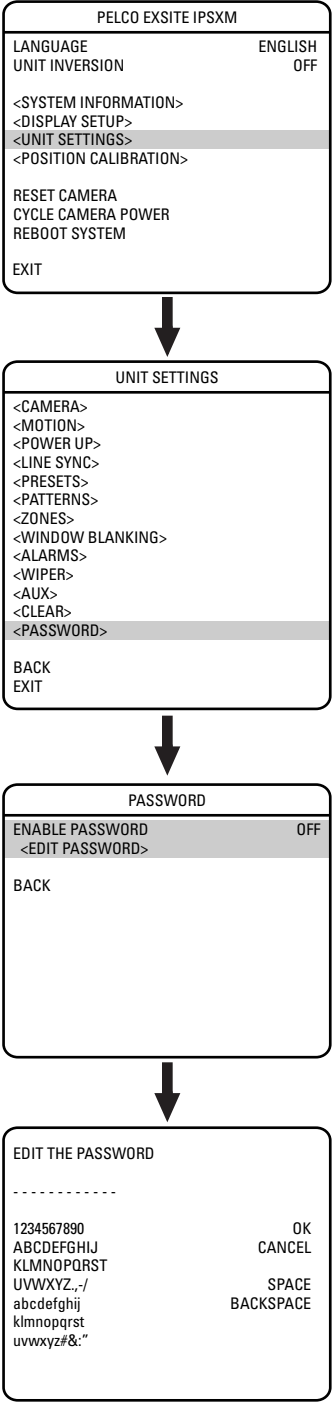 PELCO EXSITE IPSXM
LANGUAGE ENGLISH
UNIT INVERSION OFF
<SYSTEM INFORMATION>
<DISPLAY SETUP>
<UNIT SETTINGS>
<POSITION CALIBRATION>
RESET CAMERA
CYCLE CAMERA POWER
REBOOT SYSTEM
EXIT
UNIT SETTINGS
<CAMERA>
<MOTION>
<POWER UP>
<LINE SYNC>
<PRESETS>
<PATTERNS>
<ZONES>
<WINDOW BLANKING>
<ALARMS>
<WIPER>
<AUX>
<CLEAR>
<PASSWORD>
BACK
EXIT
PASSWORD
ENABLE PASSWORD OFF
<EDIT PASSWORD>
BACK
EDIT THE PASSWORD
- - - - - - - - - - - -
1234567890 OK
ABCDEFGHIJ CANCEL
KLMNOPQRST
UVWXYZ.,-/ SPACE
abcdefghij BACKSPACE
klmnopqrst
uvwxyz#&:”